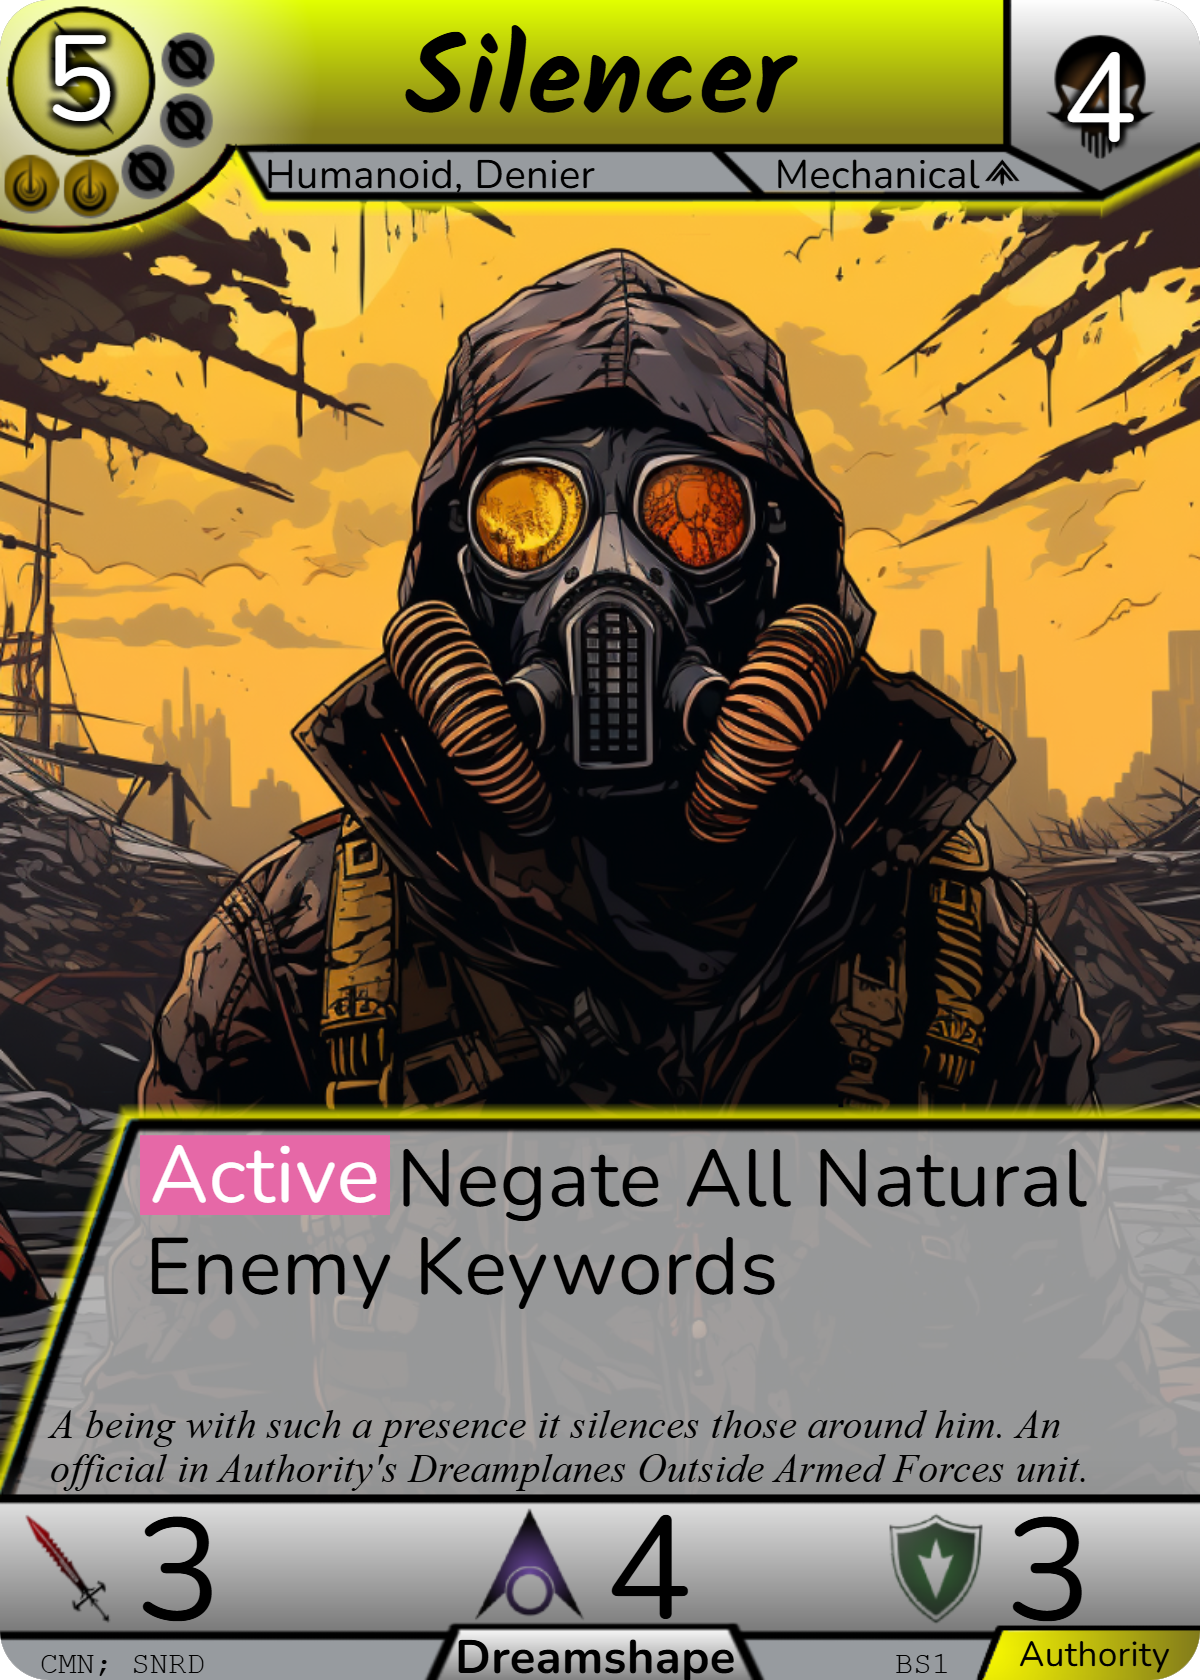 5
Silencer
4
Humanoid, Denier
Mechanical
Active Negate All Natural
Enemy Keywords
A being with such a presence it silences those around him. An
official in Authority's Dreamplanes Outside Armed Forces unit.
3
4
3
CMN; SNRD
Dreamshape
BS1
Authority